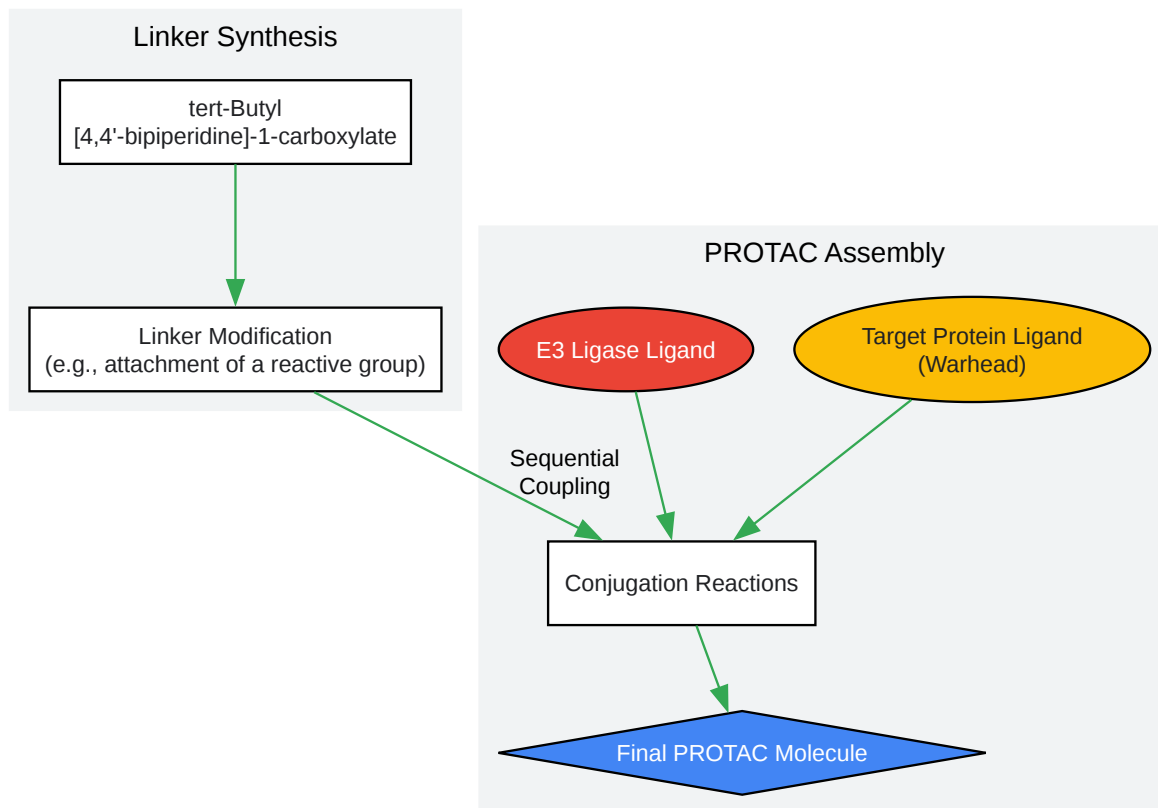 Linker Synthesis
tert-Butyl
[4,4'-bipiperidine]-1-carboxylate
Linker Modification
(e.g., attachment of a reactive group)
PROTAC Assembly
E3 Ligase Ligand
Target Protein Ligand
(Warhead)
Sequential
Coupling
Conjugation Reactions
Final PROTAC Molecule